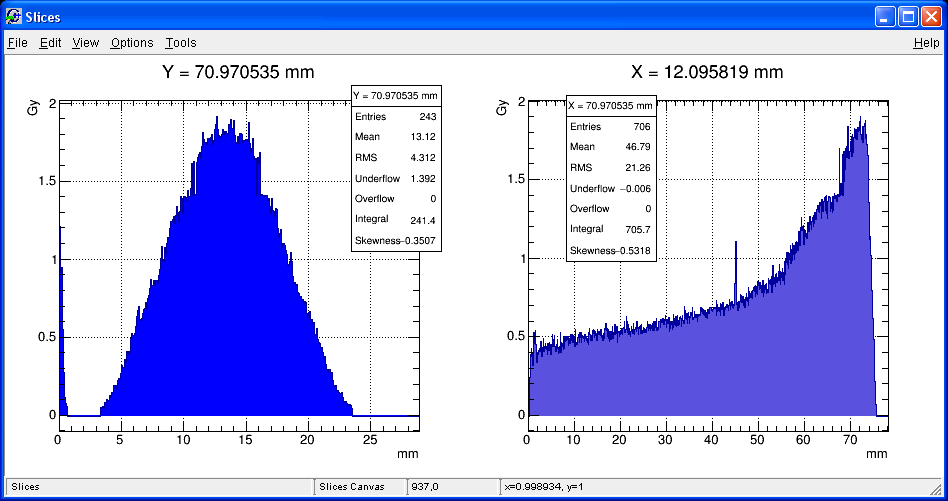 Slices
File Edit View Options Tools Help
Y = 70.970535 mm
Gy
2
1.5
1
0.5
0
0 5 10 15 20 25
mm
Y = 70.970535 mm
Entries 243
Mean 13.12
RMS 4.312
Underflow 1.392
Overflow 0
Integral 241.4
Skewness −0.3507
X = 12.095819 mm
Gy
2
1.5
1
0.5
0
0 10 20 30 40 50 60 70
mm
X = 70.970535 mm
Entries 706
Mean 46.79
RMS 21.26
Underflow −0.006
Overflow 0
Integral 705.7
Skewness −0.5318
Slices Slices Canvas 937,0 x=0.998934, y=1